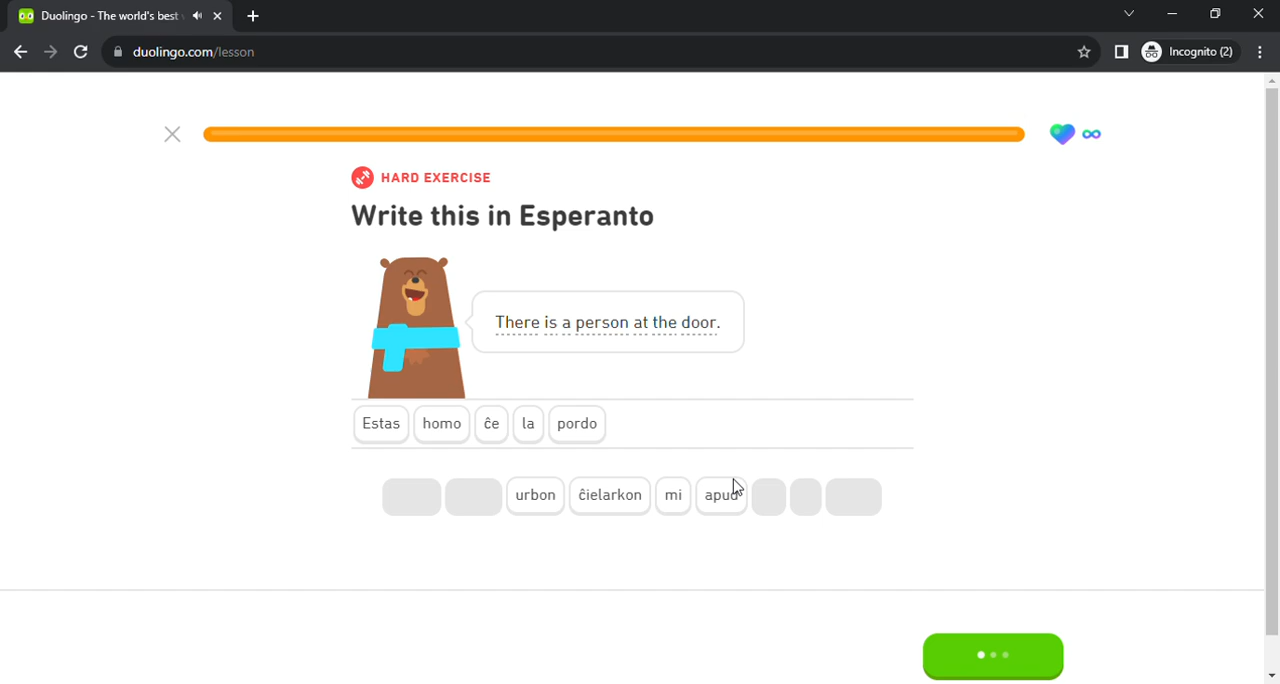 Duolingo - The world's best
duolingo.com/lesson
Incognito (2)
HARD EXERCISE
Write this in Esperanto
There is a person at the door.
Estas homo ĉe la pordo
urbon ĉielarkon mi apud